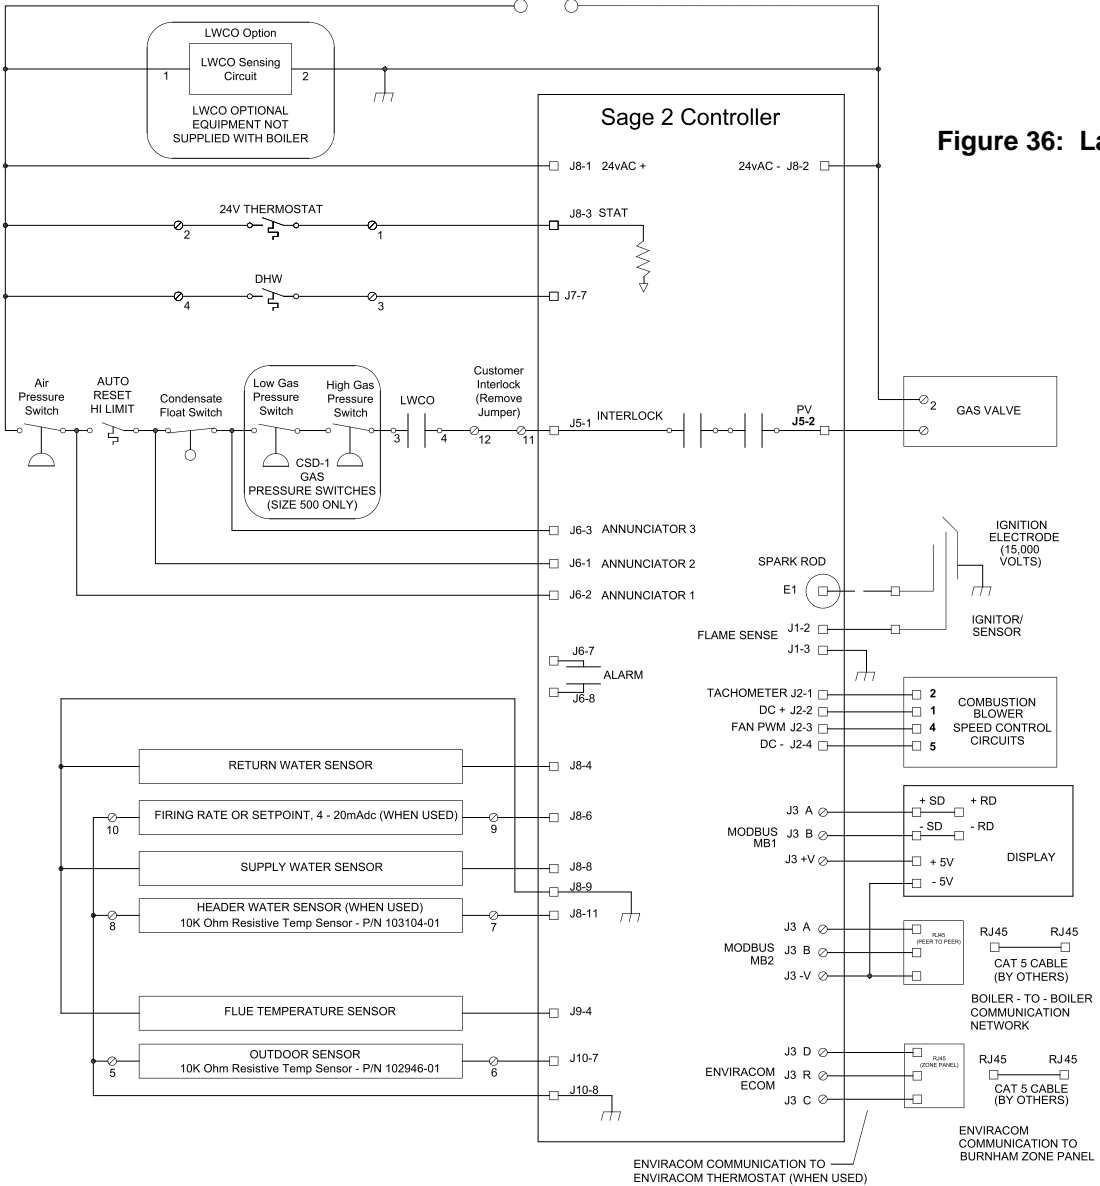 LWCO Option
LWCO Sensing
Circuit
1
2
LWCO OPTIONAL
EQUIPMENT NOT
SUPPLIED WITH BOILER
Sage 2 Controller
Figure 36: La
J8-1 24vAC +
24vAC - J8-2
24V THERMOSTAT
2
1
J8-3 STAT
DHW
4
3
J7-7
Air
Pressure
Switch
AUTO
RESET
HI LIMIT
Condensate
Float Switch
Low Gas
Pressure
Switch
High Gas
Pressure
Switch
CSD-1
GAS
PRESSURE SWITCHES
(SIZE 500 ONLY)
LWCO
3
4
Customer
Interlock
(Remove
Jumper)
12
11
J5-1 INTERLOCK
PV
J5-2
2
GAS VALVE
J6-3 ANNUNCIATOR 3
J6-1 ANNUNCIATOR 2
J6-2 ANNUNCIATOR 1
SPARK ROD
E1
IGNITION
ELECTRODE
(15,000
VOLTS)
IGNITOR/
SENSOR
FLAME SENSE
J1-2
J1-3
J6-7
ALARM
J6-8
TACHOMETER J2-1
DC + J2-2
FAN PWM J2-3
DC - J2-4
2
1
4
5
COMBUSTION
BLOWER
SPEED CONTROL
CIRCUITS
RETURN WATER SENSOR
J8-4
10
FIRING RATE OR SETPOINT, 4 - 20mAdc (WHEN USED)
9
J8-6
SUPPLY WATER SENSOR
J8-8
J8-9
8
HEADER WATER SENSOR (WHEN USED)
10K Ohm Resistive Temp Sensor - P/N 103104-01
7
J8-11
FLUE TEMPERATURE SENSOR
J9-4
5
OUTDOOR SENSOR
10K Ohm Resistive Temp Sensor - P/N 102946-01
6
J10-7
J10-8
MODBUS
MB1
J3 A
J3 B
J3 +V
+ SD
+ RD
- SD
- RD
+ 5V
- 5V
DISPLAY
MODBUS
MB2
J3 A
J3 B
J3 -V
RJ45
(PEER TO PEER)
RJ45
RJ45
CAT 5 CABLE
(BY OTHERS)
BOILER - TO - BOILER
COMMUNICATION
NETWORK
ENVIRACOM
ECOM
J3 D
J3 R
J3 C
RJ45
(ZONE PANEL)
RJ45
RJ45
CAT 5 CABLE
(BY OTHERS)
ENVIRACOM
COMMUNICATION TO
BURNHAM ZONE PANEL
ENVIRACOM COMMUNICATION TO
ENVIRACOM THERMOSTAT (WHEN USED)